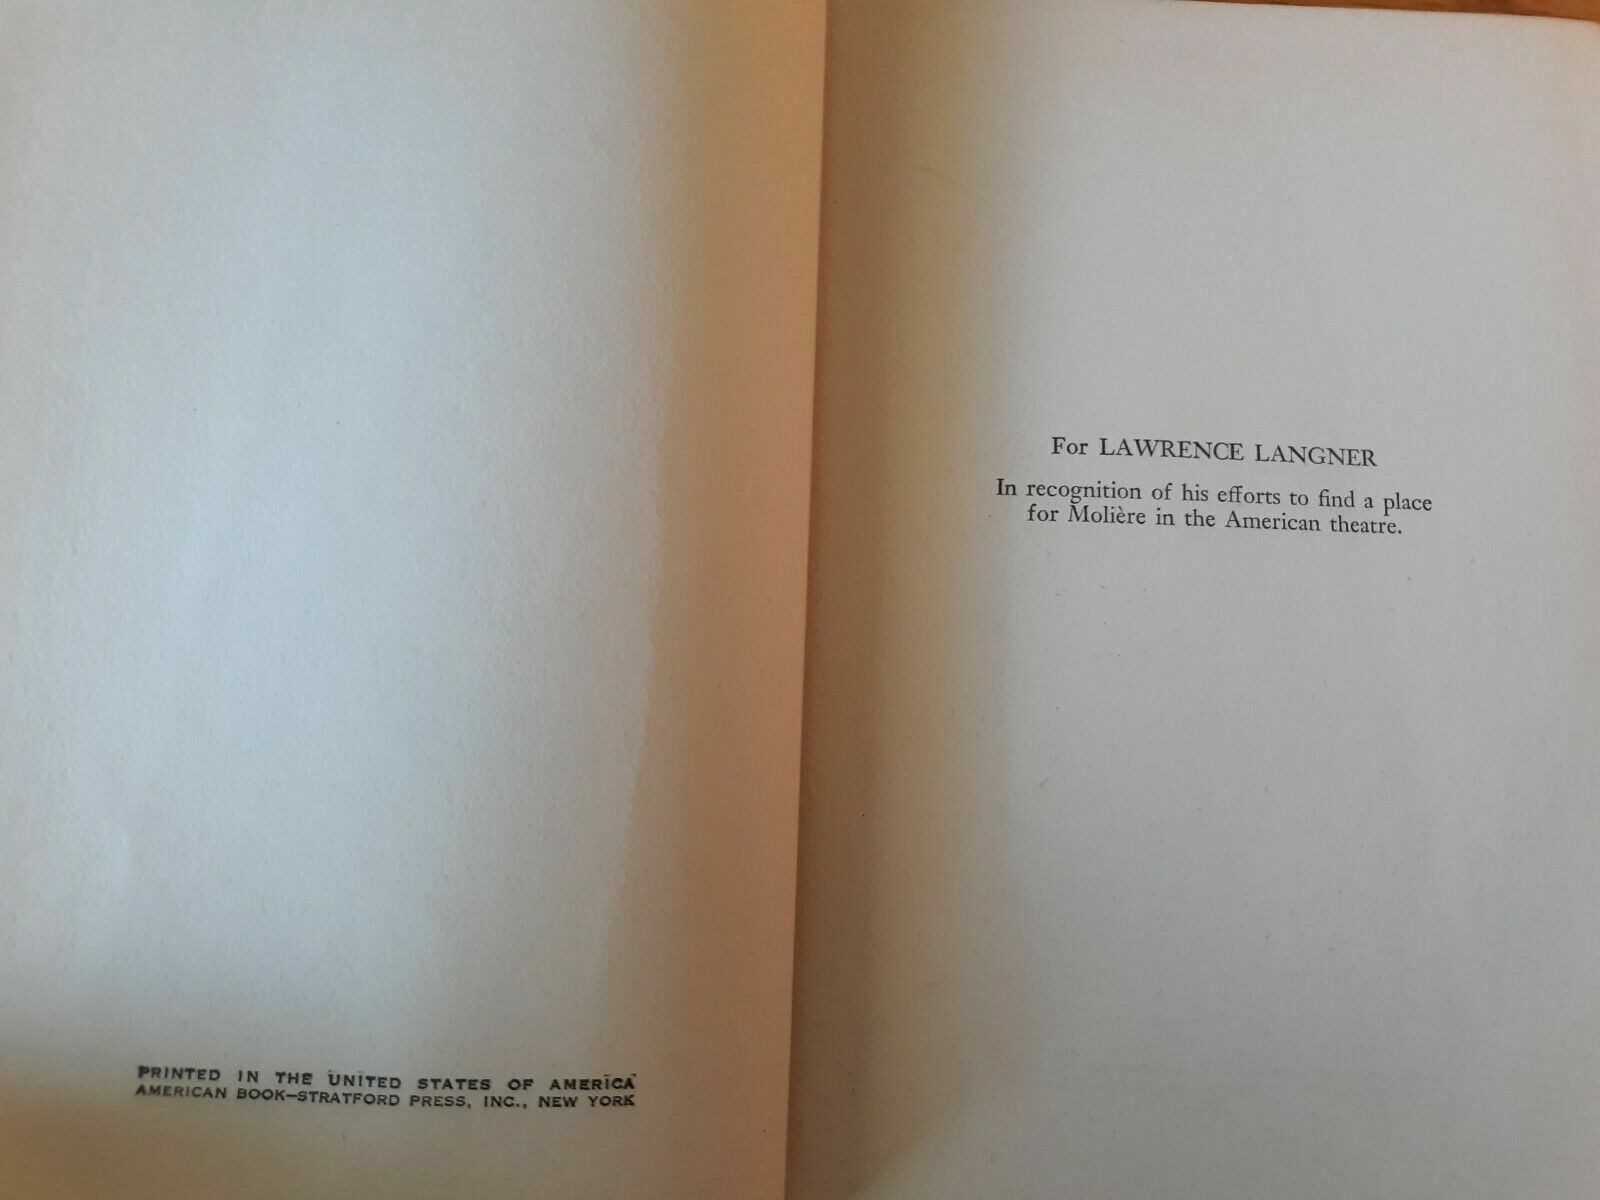 PRINTED IN THE UNITED STATES OF AMERICA
AMERICAN BOOK—STRATFORD PRESS, INC., NEW YORK
For LAWRENCE LANGNER
In recognition of his efforts to find a place
for Molière in the American theatre.